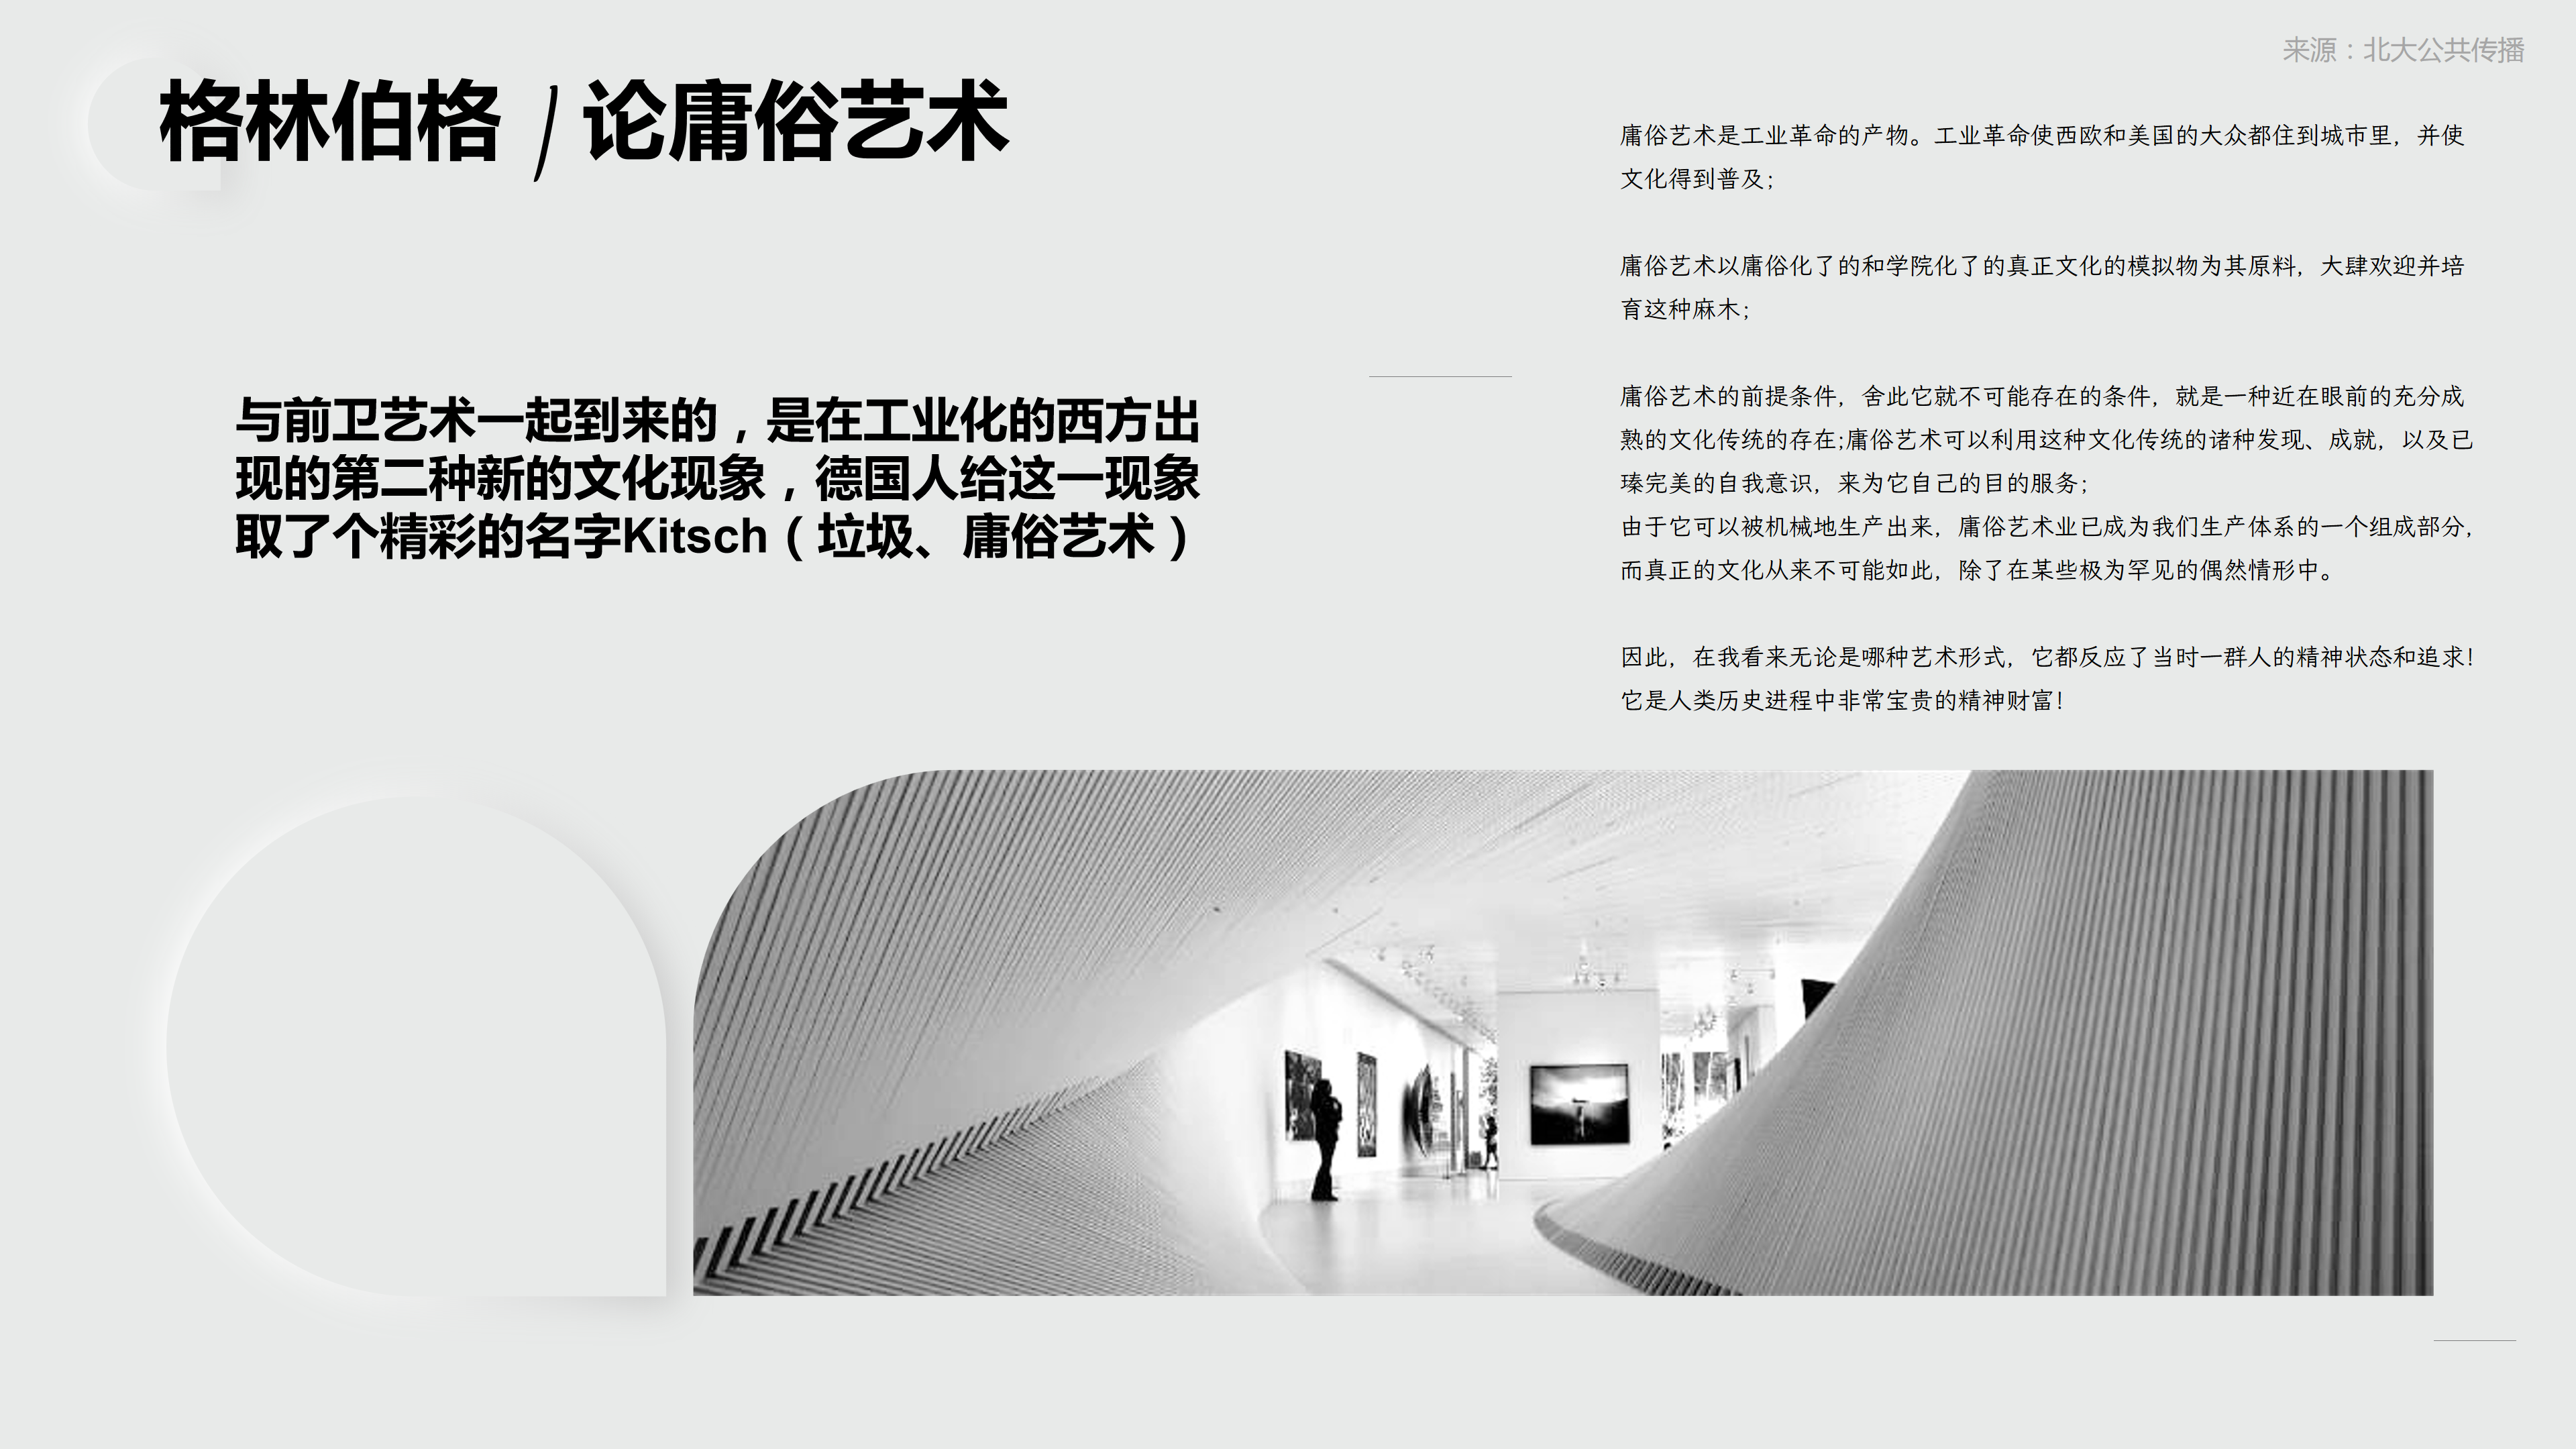 来源：北大公共传播
格林伯格 / 论庸俗艺术
与前卫艺术一起到来的，是在工业化的西方出
现的第二种新的文化现象，德国人给这一现象
取了个精彩的名字Kitsch（垃圾、庸俗艺术）
庸俗艺术是工业革命的产物。工业革命使西欧和美国的大众都住到城市里，并使
文化得到普及；
庸俗艺术以庸俗化了的和学院化了的真正文化的模拟物为其原料，大肆欢迎并培
育这种麻木；
庸俗艺术的前提条件，舍此它就不可能存在的条件，就是一种近在眼前的充分成
熟的文化传统的存在;庸俗艺术可以利用这种文化传统的诸种发现、成就，以及已
臻完美的自我意识，来为它自己的目的服务；
由于它可以被机械地生产出来，庸俗艺术业已成为我们生产体系的一个组成部分，
而真正的文化从来不可能如此，除了在某些极为罕见的偶然情形中。
因此，在我看来无论是哪种艺术形式，它都反应了当时一群人的精神状态和追求！
它是人类历史进程中非常宝贵的精神财富！